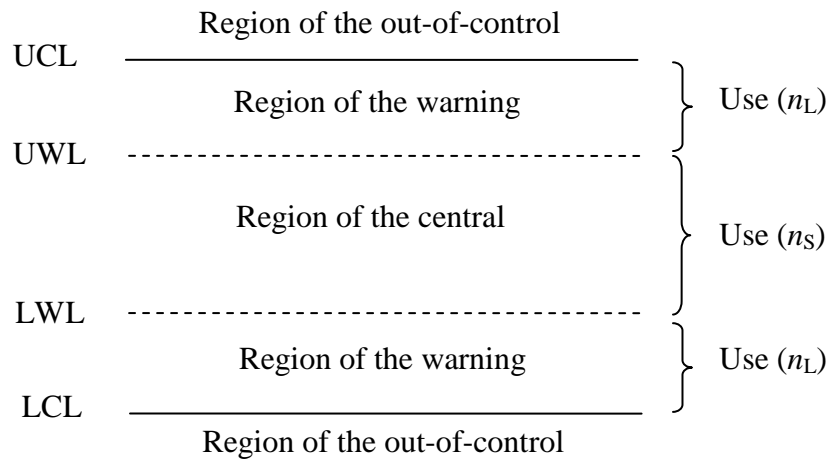 Region of the out-of-control
UCL
Region of the warning
Use (nL)
UWL
Region of the central
Use (nS)
LWL
Region of the warning
Use (nL)
LCL
Region of the out-of-control